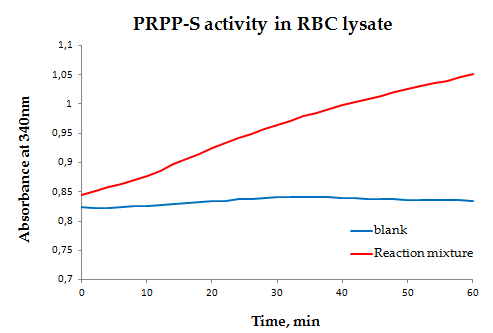 PRPP-S activity in RBC lysate
Absorbance at 340nm
1,1
1,05
1
0,95
0,9
0,85
0,8
0,75
0,7
blank
Reaction mixture
0 10 20 30 40 50 60
Time, min